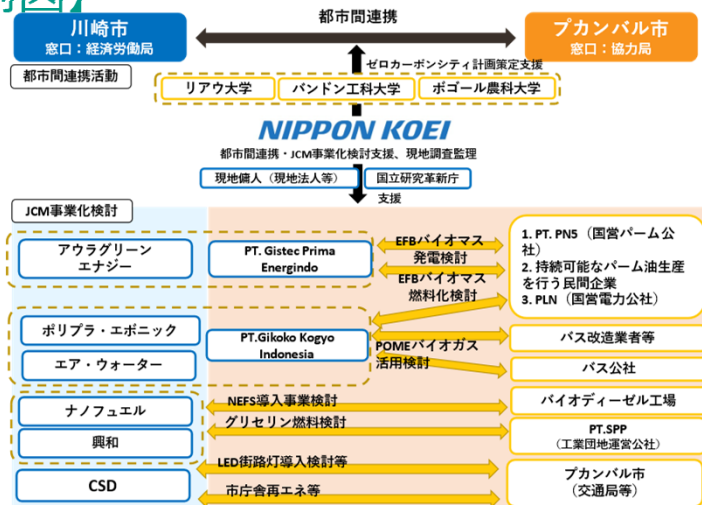 川崎市
窓口：経済労働局
都市間連携
プカンバル市
窓口：協力局
都市間連携活動
ゼロカーボンシティ計画策定支援
リアウ大学
バンドン工科大学
ボゴール農科大学
NIPPON KOEI
都市間連携・JCM事業化検討支援、現地調査監理
現地傭人（現地法人等）
国立研究革新庁
支援
JCM事業化検討
アウラグリーン
エナジー
PT. Gistec Prima
Energindo
EFBバイオマス
発電検討
EFBバイオマス
燃料化検討
1. PT. PN5（国営パーム公
社）
2. 持続可能なパーム油生産
を行う民間企業
3. PLN（国営電力公社）
ポリプラ・エボニック
エア・ウォーター
PT.Gikoko Kogyo
Indonesia
POMEバイオガス
活用検討
バス改造業者等
バス公社
ナノフュエル
興和
NEFS導入事業検討
グリセリン燃料検討
バイオディーゼル工場
PT.SPP
（工業団地運営公社）
CSD
LED街路灯導入検討等
市庁舎再エネ等
プカンバル市
（交通局等）